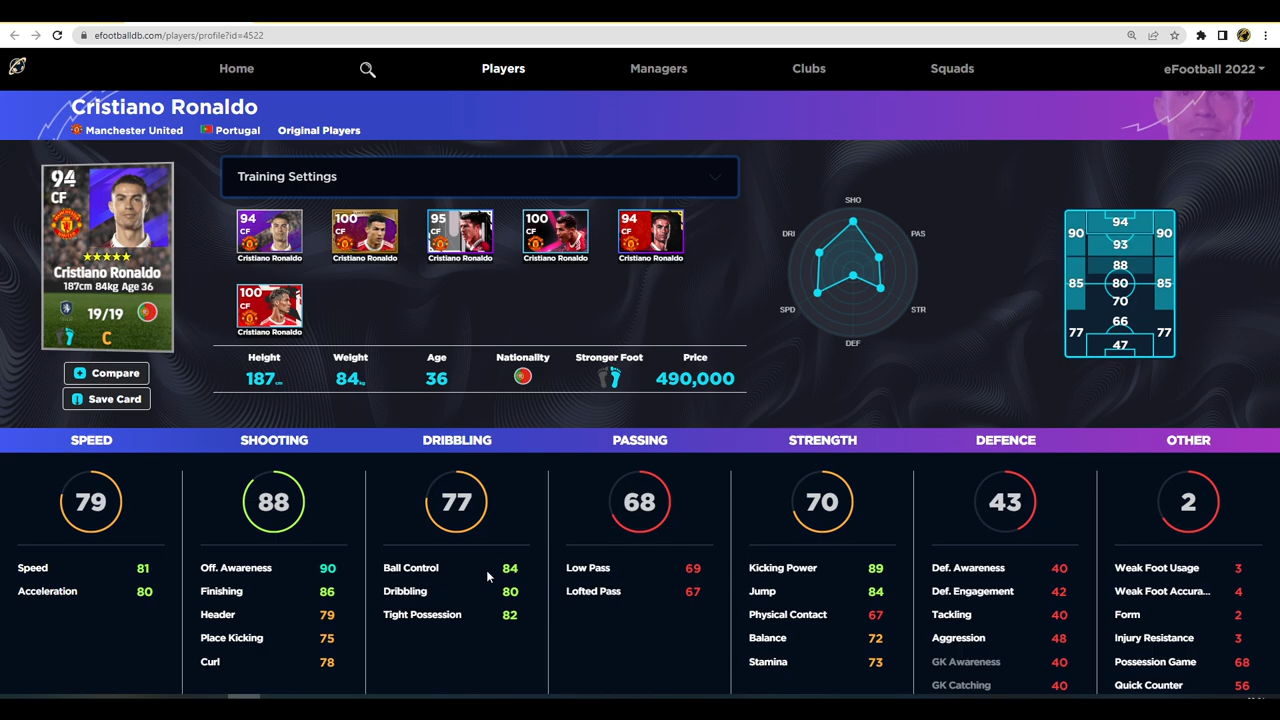 efootballdb.com/players/profile?id=4522
Home Players Managers Clubs Squads eFootball 2022
Cristiano Ronaldo
Manchester United Portugal Original Players
94
CF
Cristiano Ronaldo
187cm 84kg Age 36
19/19
C
Compare
Save Card
Training Settings
94 CF Cristiano Ronaldo
100 CF Cristiano Ronaldo
95 CF Cristiano Ronaldo
100 CF Cristiano Ronaldo
94 CF Cristiano Ronaldo
100 CF Cristiano Ronaldo
Height Weight Age Nationality Stronger Foot Price
187cm 84kg 36 490,000
SHO
DRI PAS
SPD STR
DEF
94
90 93 90
88
85 80 85
70
77 66 77
47
SPEED SHOOTING DRIBBLING PASSING STRENGTH DEFENCE OTHER
79 88 77 68 70 43 2
Speed 81
Acceleration 80
Off. Awareness 90
Finishing 86
Header 79
Place Kicking 75
Curl 78
Ball Control 84
Dribbling 80
Tight Possession 82
Low Pass 69
Lofted Pass 67
Kicking Power 89
Jump 84
Physical Contact 67
Balance 72
Stamina 73
Def. Awareness 40
Def. Engagement 42
Tackling 40
Aggression 48
GK Awareness 40
GK Catching 40
Weak Foot Usage 3
Weak Foot Accura... 4
Form 2
Injury Resistance 3
Possession Game 68
Quick Counter 56